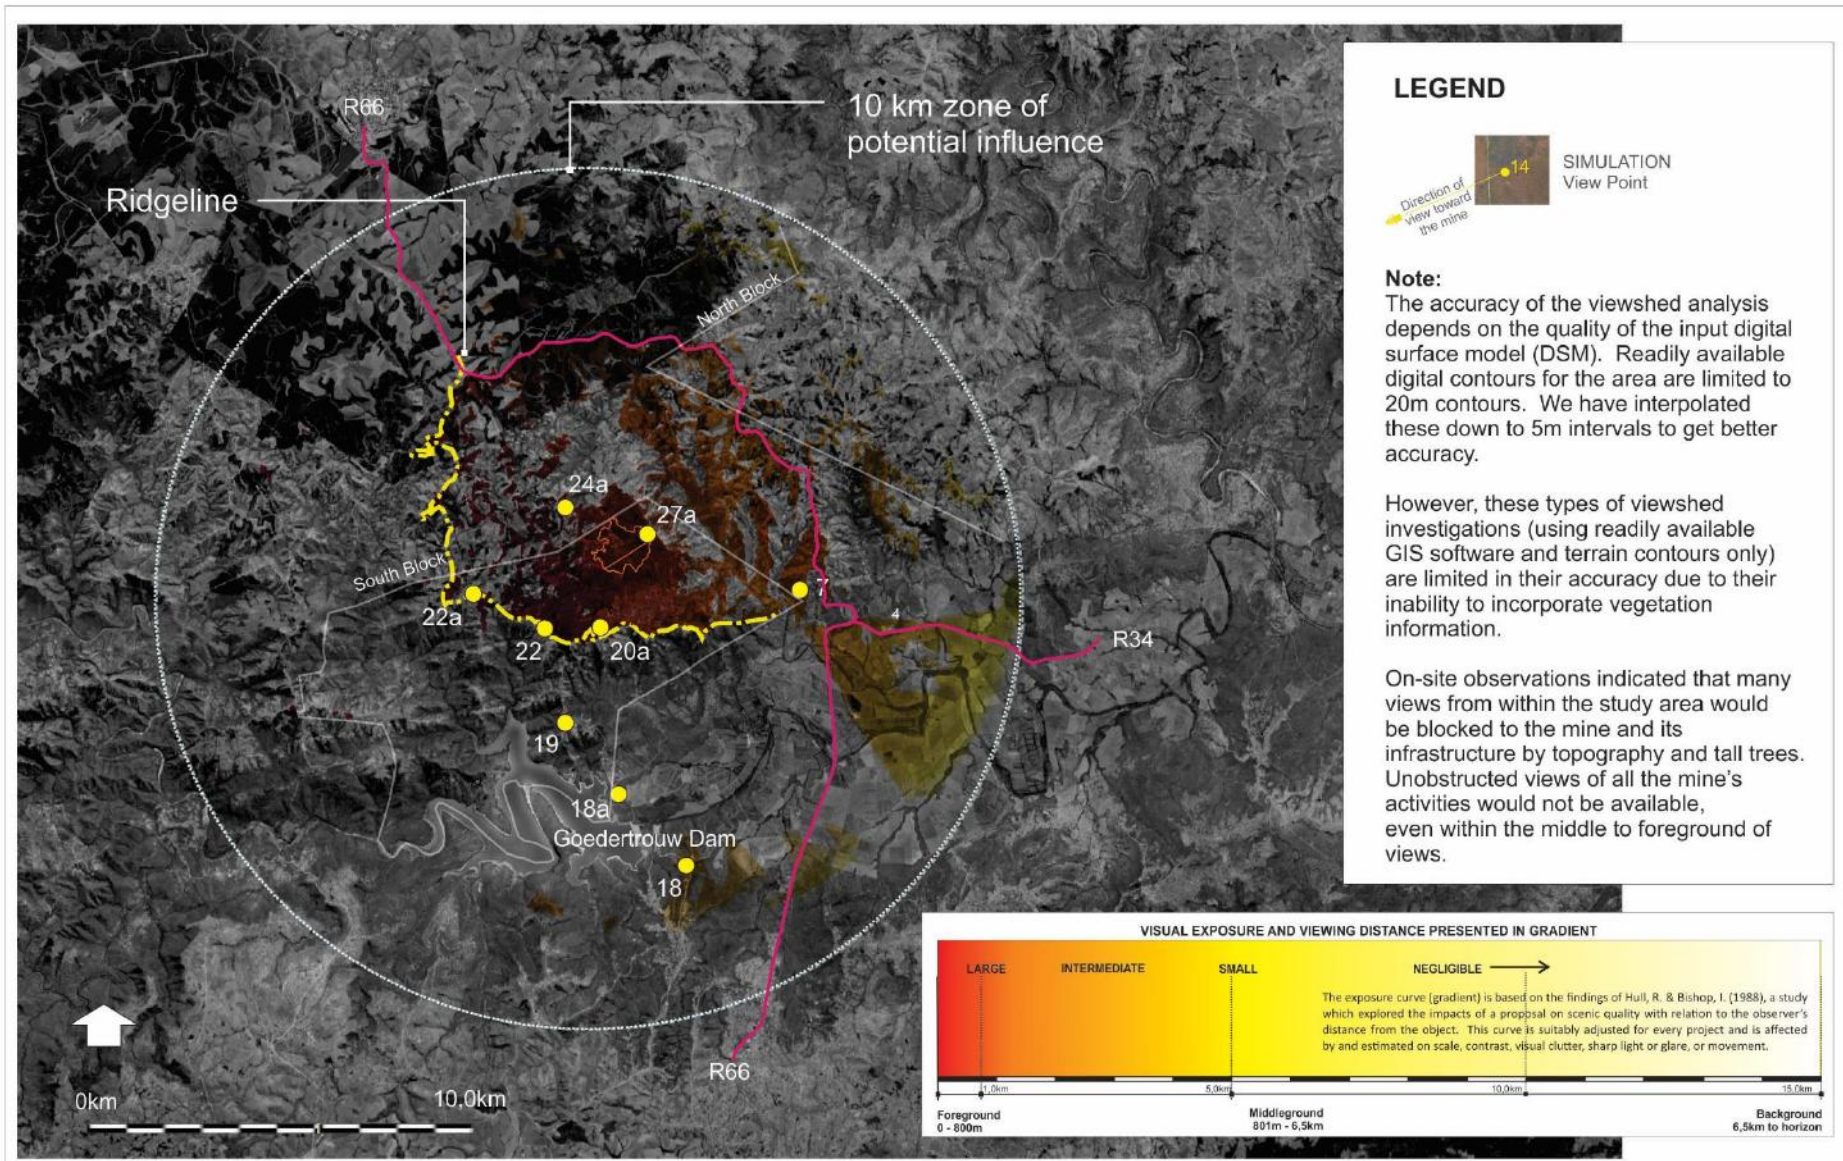 R66
10 km zone of
potential influence
Ridgeline
North Block
24a
27a
South Block
7
22a
4
22
20a
R34
19
18a
Goedertrouw Dam
18
R66
0km
10,0km
LEGEND
14
SIMULATION
View Point
Direction of
view toward
the mine
Note:
The accuracy of the viewshed analysis
depends on the quality of the input digital
surface model (DSM). Readily available
digital contours for the area are limited to
20m contours. We have interpolated
these down to 5m intervals to get better
accuracy.
However, these types of viewshed
investigations (using readily available
GIS software and terrain contours only)
are limited in their accuracy due to their
inability to incorporate vegetation
information.
On-site observations indicated that many
views from within the study area would
be blocked to the mine and its
infrastructure by topography and tall trees.
Unobstructed views of all the mine's
activities would not be available,
even within the middle to foreground of
views.
VISUAL EXPOSURE AND VIEWING DISTANCE PRESENTED IN GRADIENT
LARGE INTERMEDIATE SMALL NEGLIGIBLE
The exposure curve (gradient) is based on the findings of Hull, R. & Bishop, I. (1988), a study
which explored the impacts of a proposal on scenic quality with relation to the observer's
distance from the object. This curve is suitably adjusted for every project and is affected
by and estimated on scale, contrast, visual clutter, sharp light or glare, or movement.
1,0km 5,0km 10,0km 15,0km
Foreground
0 - 800m
Middleground
801m - 6,5km
Background
6,5km to horizon